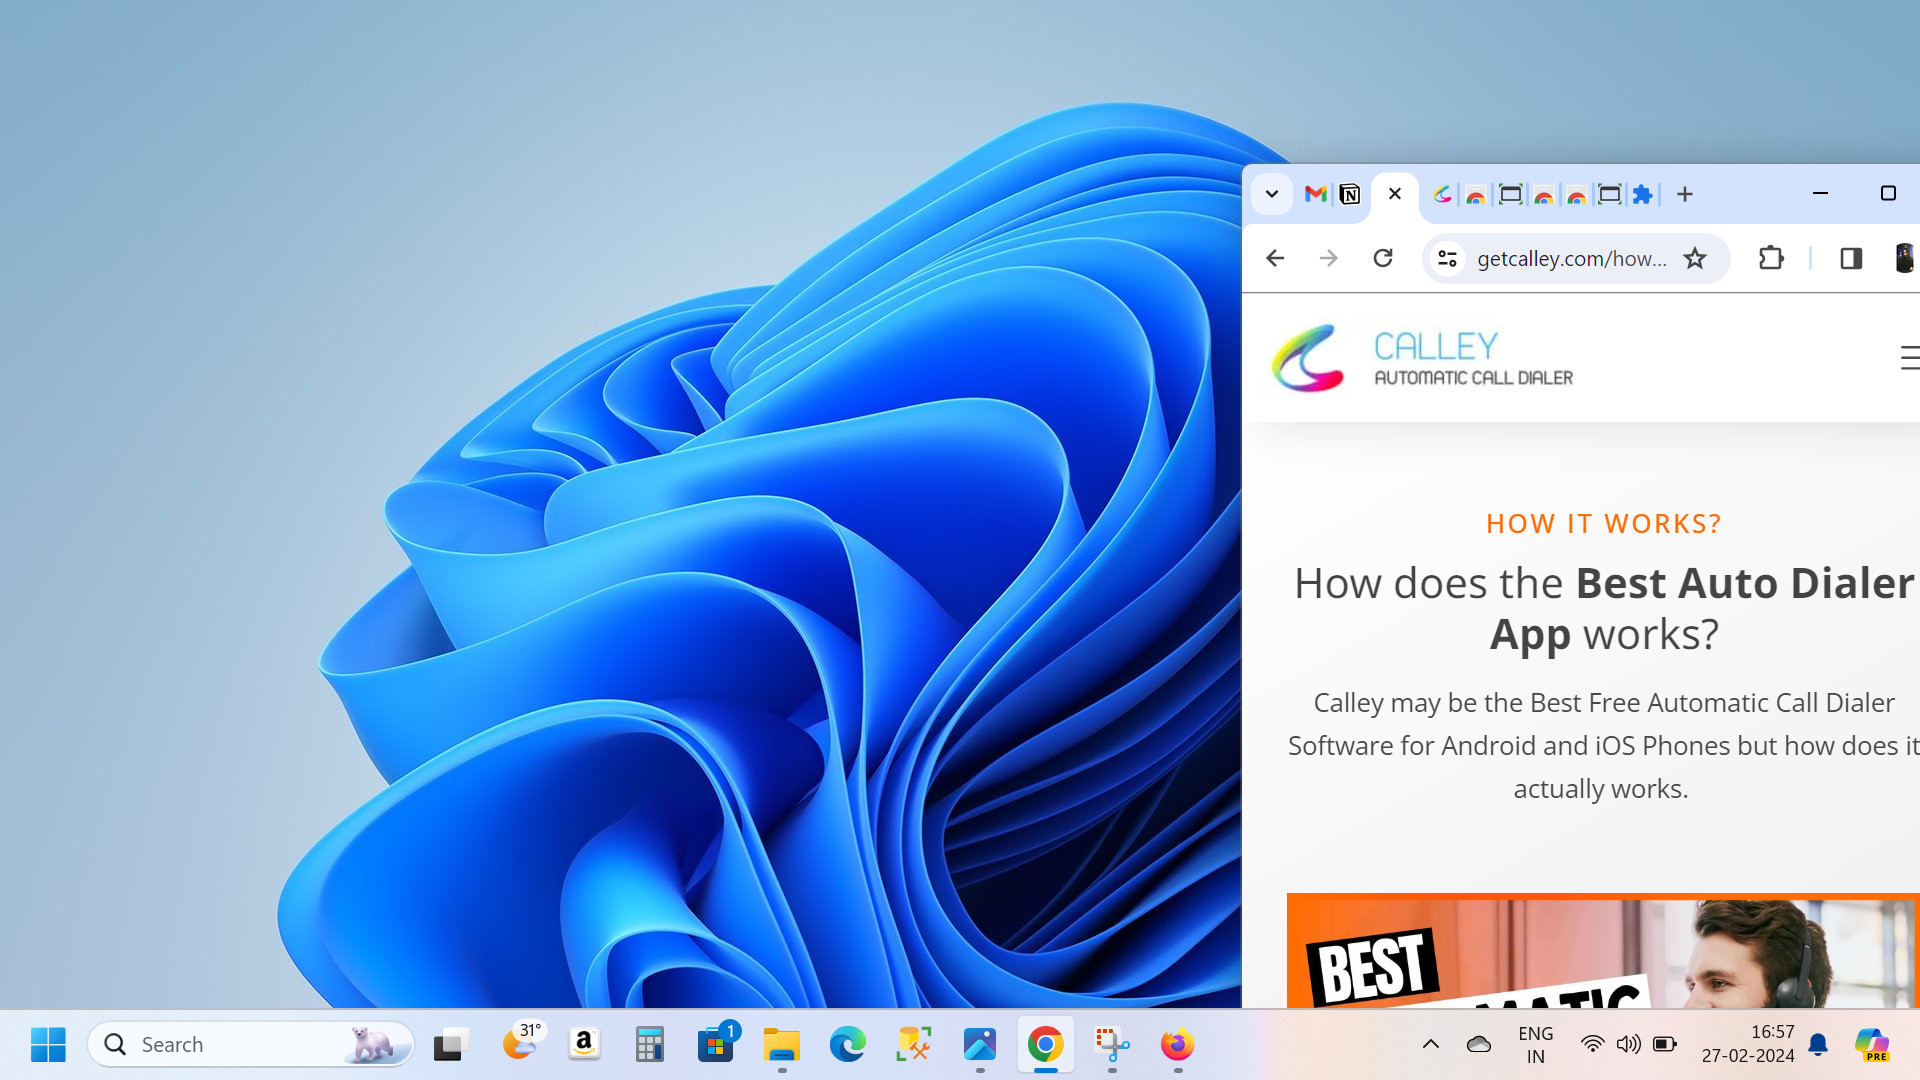 getcalley.com/how...
CALLEY
AUTOMATIC CALL DIALER
HOW IT WORKS?
How does the Best Auto Dialer
App works?
Calley may be the Best Free Automatic Call Dialer
Software for Android and iOS Phones but how does it
actually works.
BEST
Search
31°
1
ENG
IN
16:57
27-02-2024
PRE